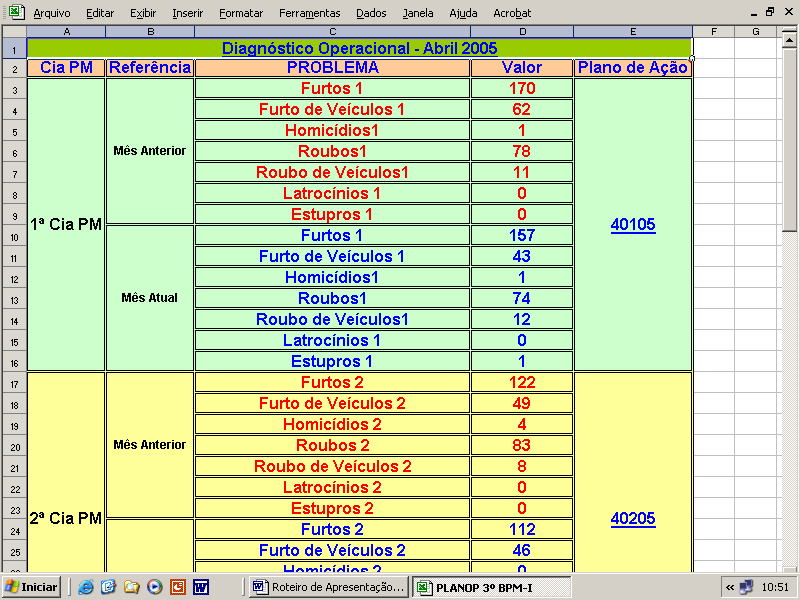 Arquivo Editar Exibir Inserir Formatar Ferramentas Dados Janela Ajuda Acrobat
A B C D E F G
1 Diagnóstico Operacional - Abril 2005
2 Cia PM Referência PROBLEMA Valor Plano de Ação
3 Furtos 1 170
4 Furto de Veículos 1 62
5 Homicídios1 1
6 Mês Anterior Roubos1 78
7 Roubo de Veículos1 11
8 Latrocínios 1 0
9 Estupros 1 0
1ª Cia PM 40105
10 Furtos 1 157
11 Furto de Veículos 1 43
12 Homicídios1 1
13 Mês Atual Roubos1 74
14 Roubo de Veículos1 12
15 Latrocínios 1 0
16 Estupros 1 1
17 Furtos 2 122
18 Furto de Veículos 2 49
19 Homicídios 2 4
20 Mês Anterior Roubos 2 83
21 Roubo de Veículos 2 8
22 Latrocínios 2 0
23 Estupros 2 0
2ª Cia PM 40205
24 Furtos 2 112
25 Furto de Veículos 2 46
Homicídios 2 0
Iniciar Roteiro de Apresentação... PLANOP 3º BPM-I 10:51